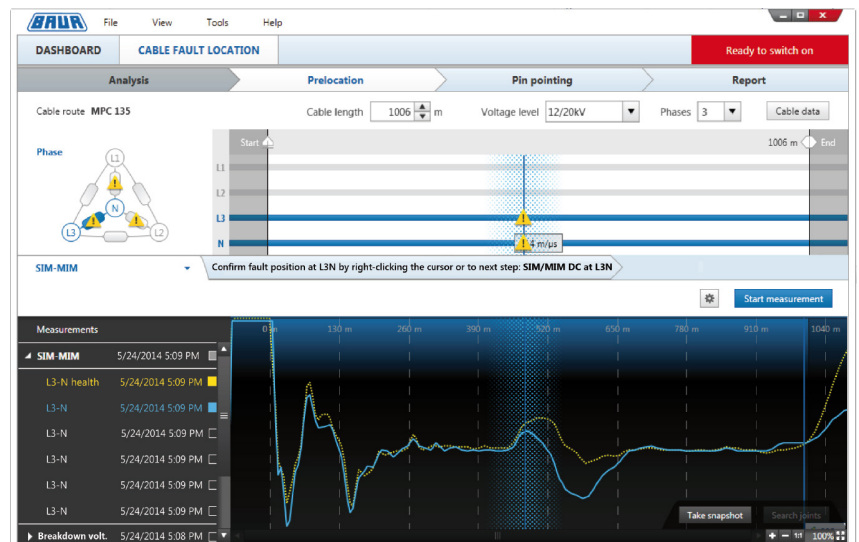 BAUR File View Tools Help
DASHBOARD CABLE FAULT LOCATION Ready to switch on
Analysis Prelocation Pin pointing Report
Cable route MPC 135 Cable length 1006 m Voltage level 12/20kV Phases 3 Cable data
Phase Start 1006 m End
L1
L1
L2
N
L3
L3 L2
N 4 m/µs
SIM-MIM Confirm fault position at L3N by right-clicking the cursor or to next step: SIM/MIM DC at L3N
Start measurement
Measurements 0 m 130 m 260 m 390 m 520 m 650 m 780 m 910 m 1040 m
SIM-MIM 5/24/2014 5:09 PM
L3-N health 5/24/2014 5:09 PM
L3-N 5/24/2014 5:09 PM
L3-N 5/24/2014 5:09 PM
L3-N 5/24/2014 5:09 PM
L3-N 5/24/2014 5:09 PM
L3-N 5/24/2014 5:09 PM Take snapshot Search joints
Breakdown volt. 5/24/2014 5:08 PM 1:1 100%